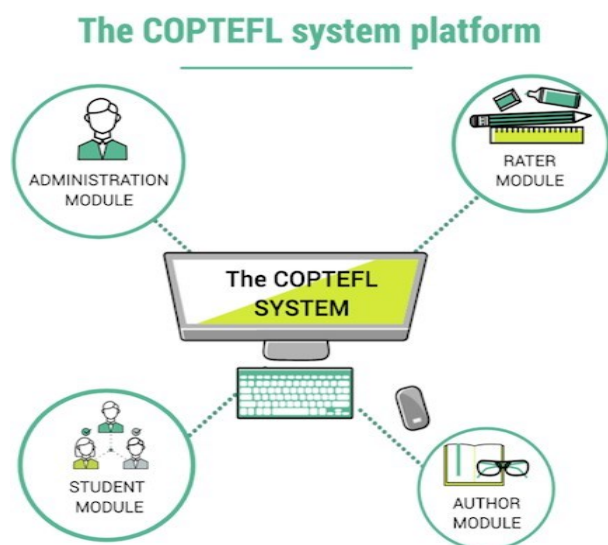 The COPTEFL system platform
ADMINISTRATION
MODULE
RATER
MODULE
The COPTEFL
SYSTEM
STUDENT
MODULE
AUTHOR
MODULE